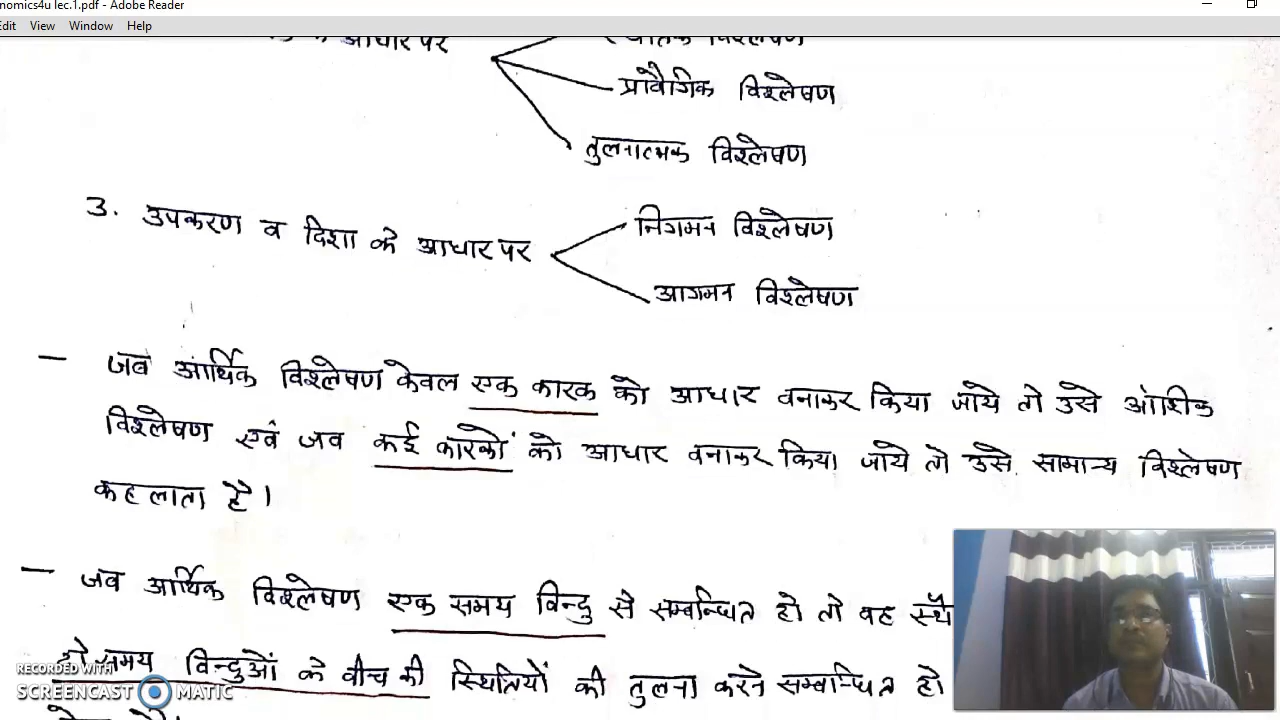 nomics4u lec.1.pdf - Adobe Reader
Edit View Window Help
आधार पर
विश्लेषण
प्रावैगिक विश्लेषण
तुलनात्मक विश्लेषण
3. उपकरण व दिशा के आधार पर
निगमन विश्लेषण
आगमन विश्लेषण
— जब आर्थिक विश्लेषण केवल एक कारक को आधार बनाकर किया जाये तो उसे आंशिक
विश्लेषण एवं जब कई कारकों को आधार बनाकर किया जाये तो उसे सामान्य विश्लेषण
कहलाता है।
— जब आर्थिक विश्लेषण एक समय विन्दु से सम्बन्धित हो तो वह स्थै
समय विन्दुओं के बीच की स्थितियों की तुलना करने सम्बन्धित हो
RECORDED WITH
SCREENCAST MATIC